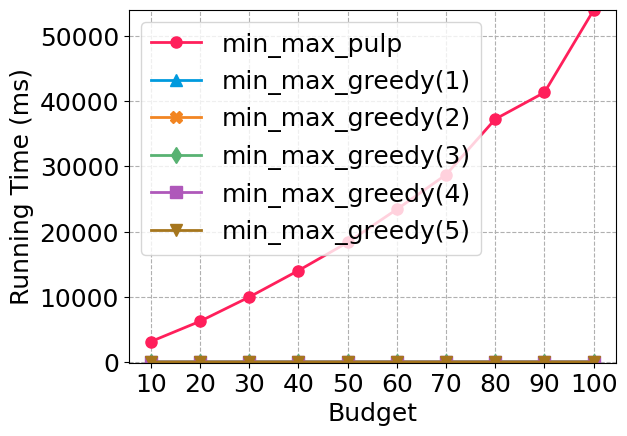 min_max_pulp
min_max_greedy(1)
min_max_greedy(2)
min_max_greedy(3)
min_max_greedy(4)
min_max_greedy(5)
Running Time (ms)
50000
40000
30000
20000
10000
0
10 20 30 40 50 60 70 80 90 100
Budget